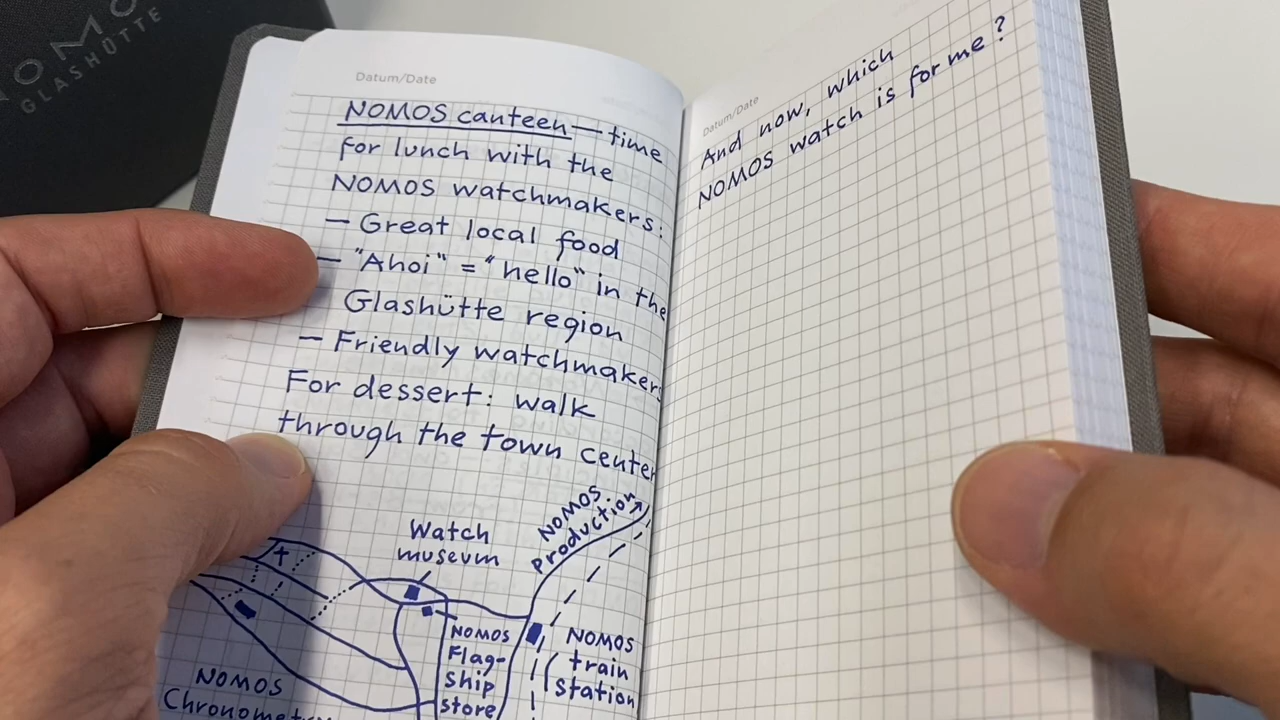 NOMOS
GLASHÜTTE
Datum/Date
NOMOS canteen — time
for lunch with the
NOMOS watchmakers:
— Great local food
— "Ahoi" = "hello" in the
Glashütte region
— Friendly watchmakers
For dessert: walk
through the town center
NOMOS
Production
Watch
museum
NOMOS
Flag-
ship
store
NOMOS
train
station
NOMOS
Datum/Date
And now, which
NOMOS watch is for me?